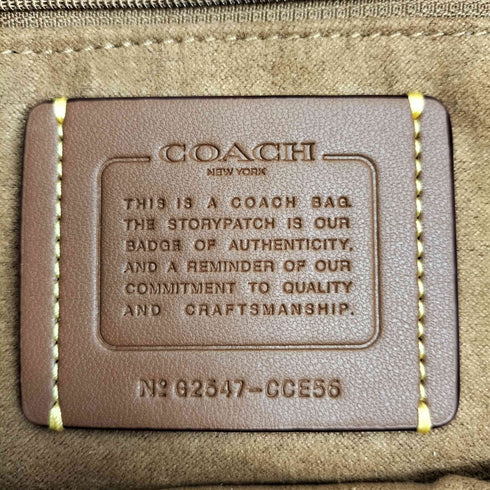 COACH
NEW YORK
THIS IS A COACH BAG.
THE STORYPATCH IS OUR
BADGE OF AUTHENTICITY,
AND A REMINDER OF OUR
COMMITMENT TO QUALITY
AND CRAFTSMANSHIP.
Nº G2547-CCE56